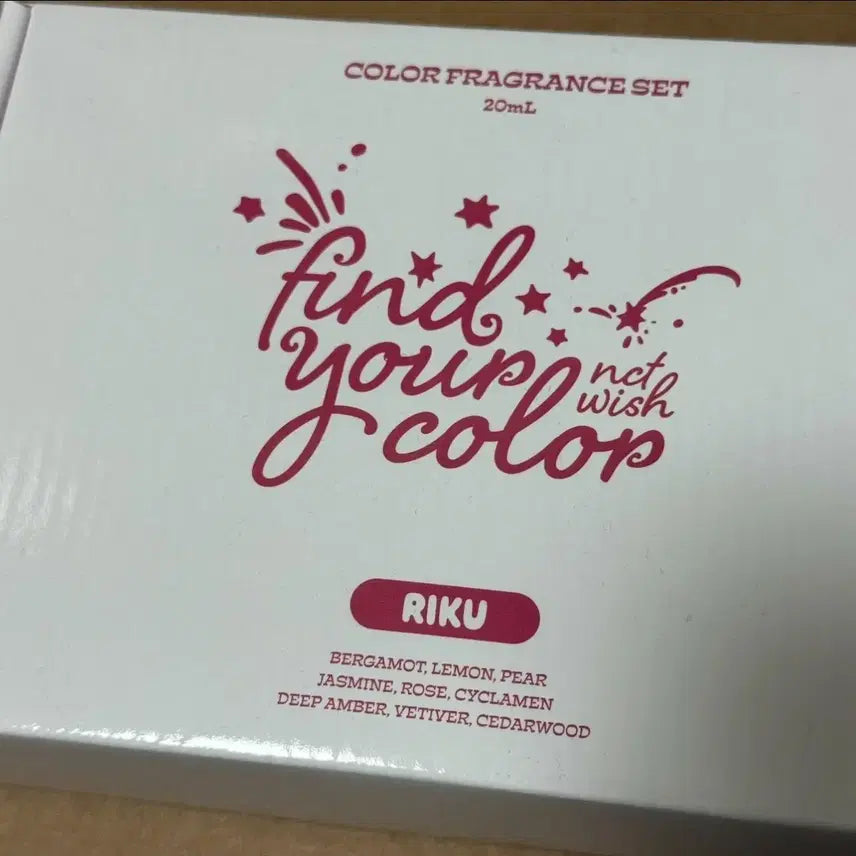 COLOR FRAGRANCE SET
20mL
find
your
color
nct
wish
RIKU
BERGAMOT, LEMON, PEAR
JASMINE, ROSE, CYCLAMEN
DEEP AMBER, VETIVER, CEDARWOOD